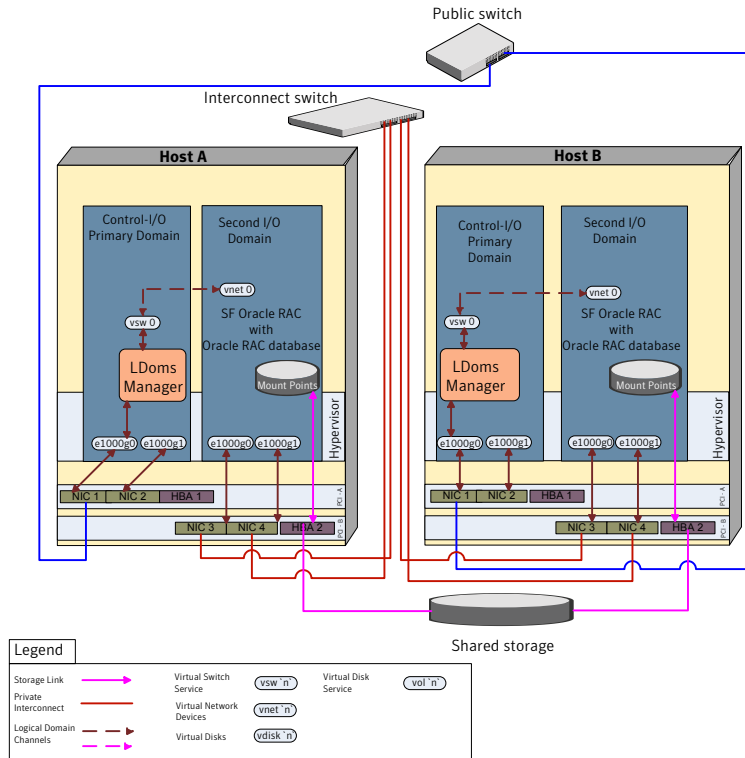 Public switch
Interconnect switch
Host A
Control-I/O
Primary Domain
Second I/O
Domain
vnet 0
vsw 0
SF Oracle RAC
with
Oracle RAC database
LDoms
Manager
Mount Points
Hypervisor
e1000g0
e1000g1
e1000g0
e1000g1
NIC 1
NIC 2
HBA 1
PCI - A
NIC 3
NIC 4
HBA 2
PCI - B
Host B
Control-I/O
Primary
Domain
Second I/O
Domain
vnet 0
vsw 0
SF Oracle RAC
with
Oracle RAC database
LDoms
Manager
Mount Points
Hypervisor
e1000g0
e1000g1
e1000g0
e1000g1
NIC 1
NIC 2
HBA 1
PCI - A
NIC 3
NIC 4
HBA 2
PCI - B
Shared storage
Legend
Storage Link
Private
Interconnect
Logical Domain
Channels
Virtual Switch
Service
vsw `n`
Virtual Network
Devices
vnet `n`
Virtual Disks
vdisk `n`
Virtual Disk
Service
vol `n`